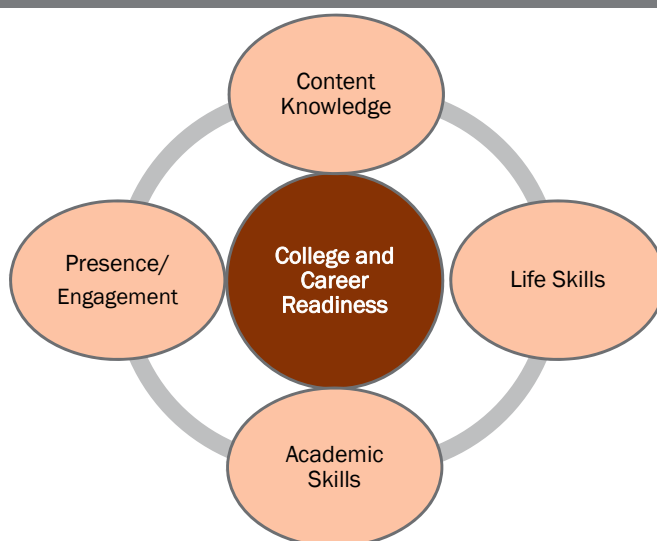 Content
Knowledge
Presence/
Engagement
College and
Career
Readiness
Life Skills
Academic
Skills